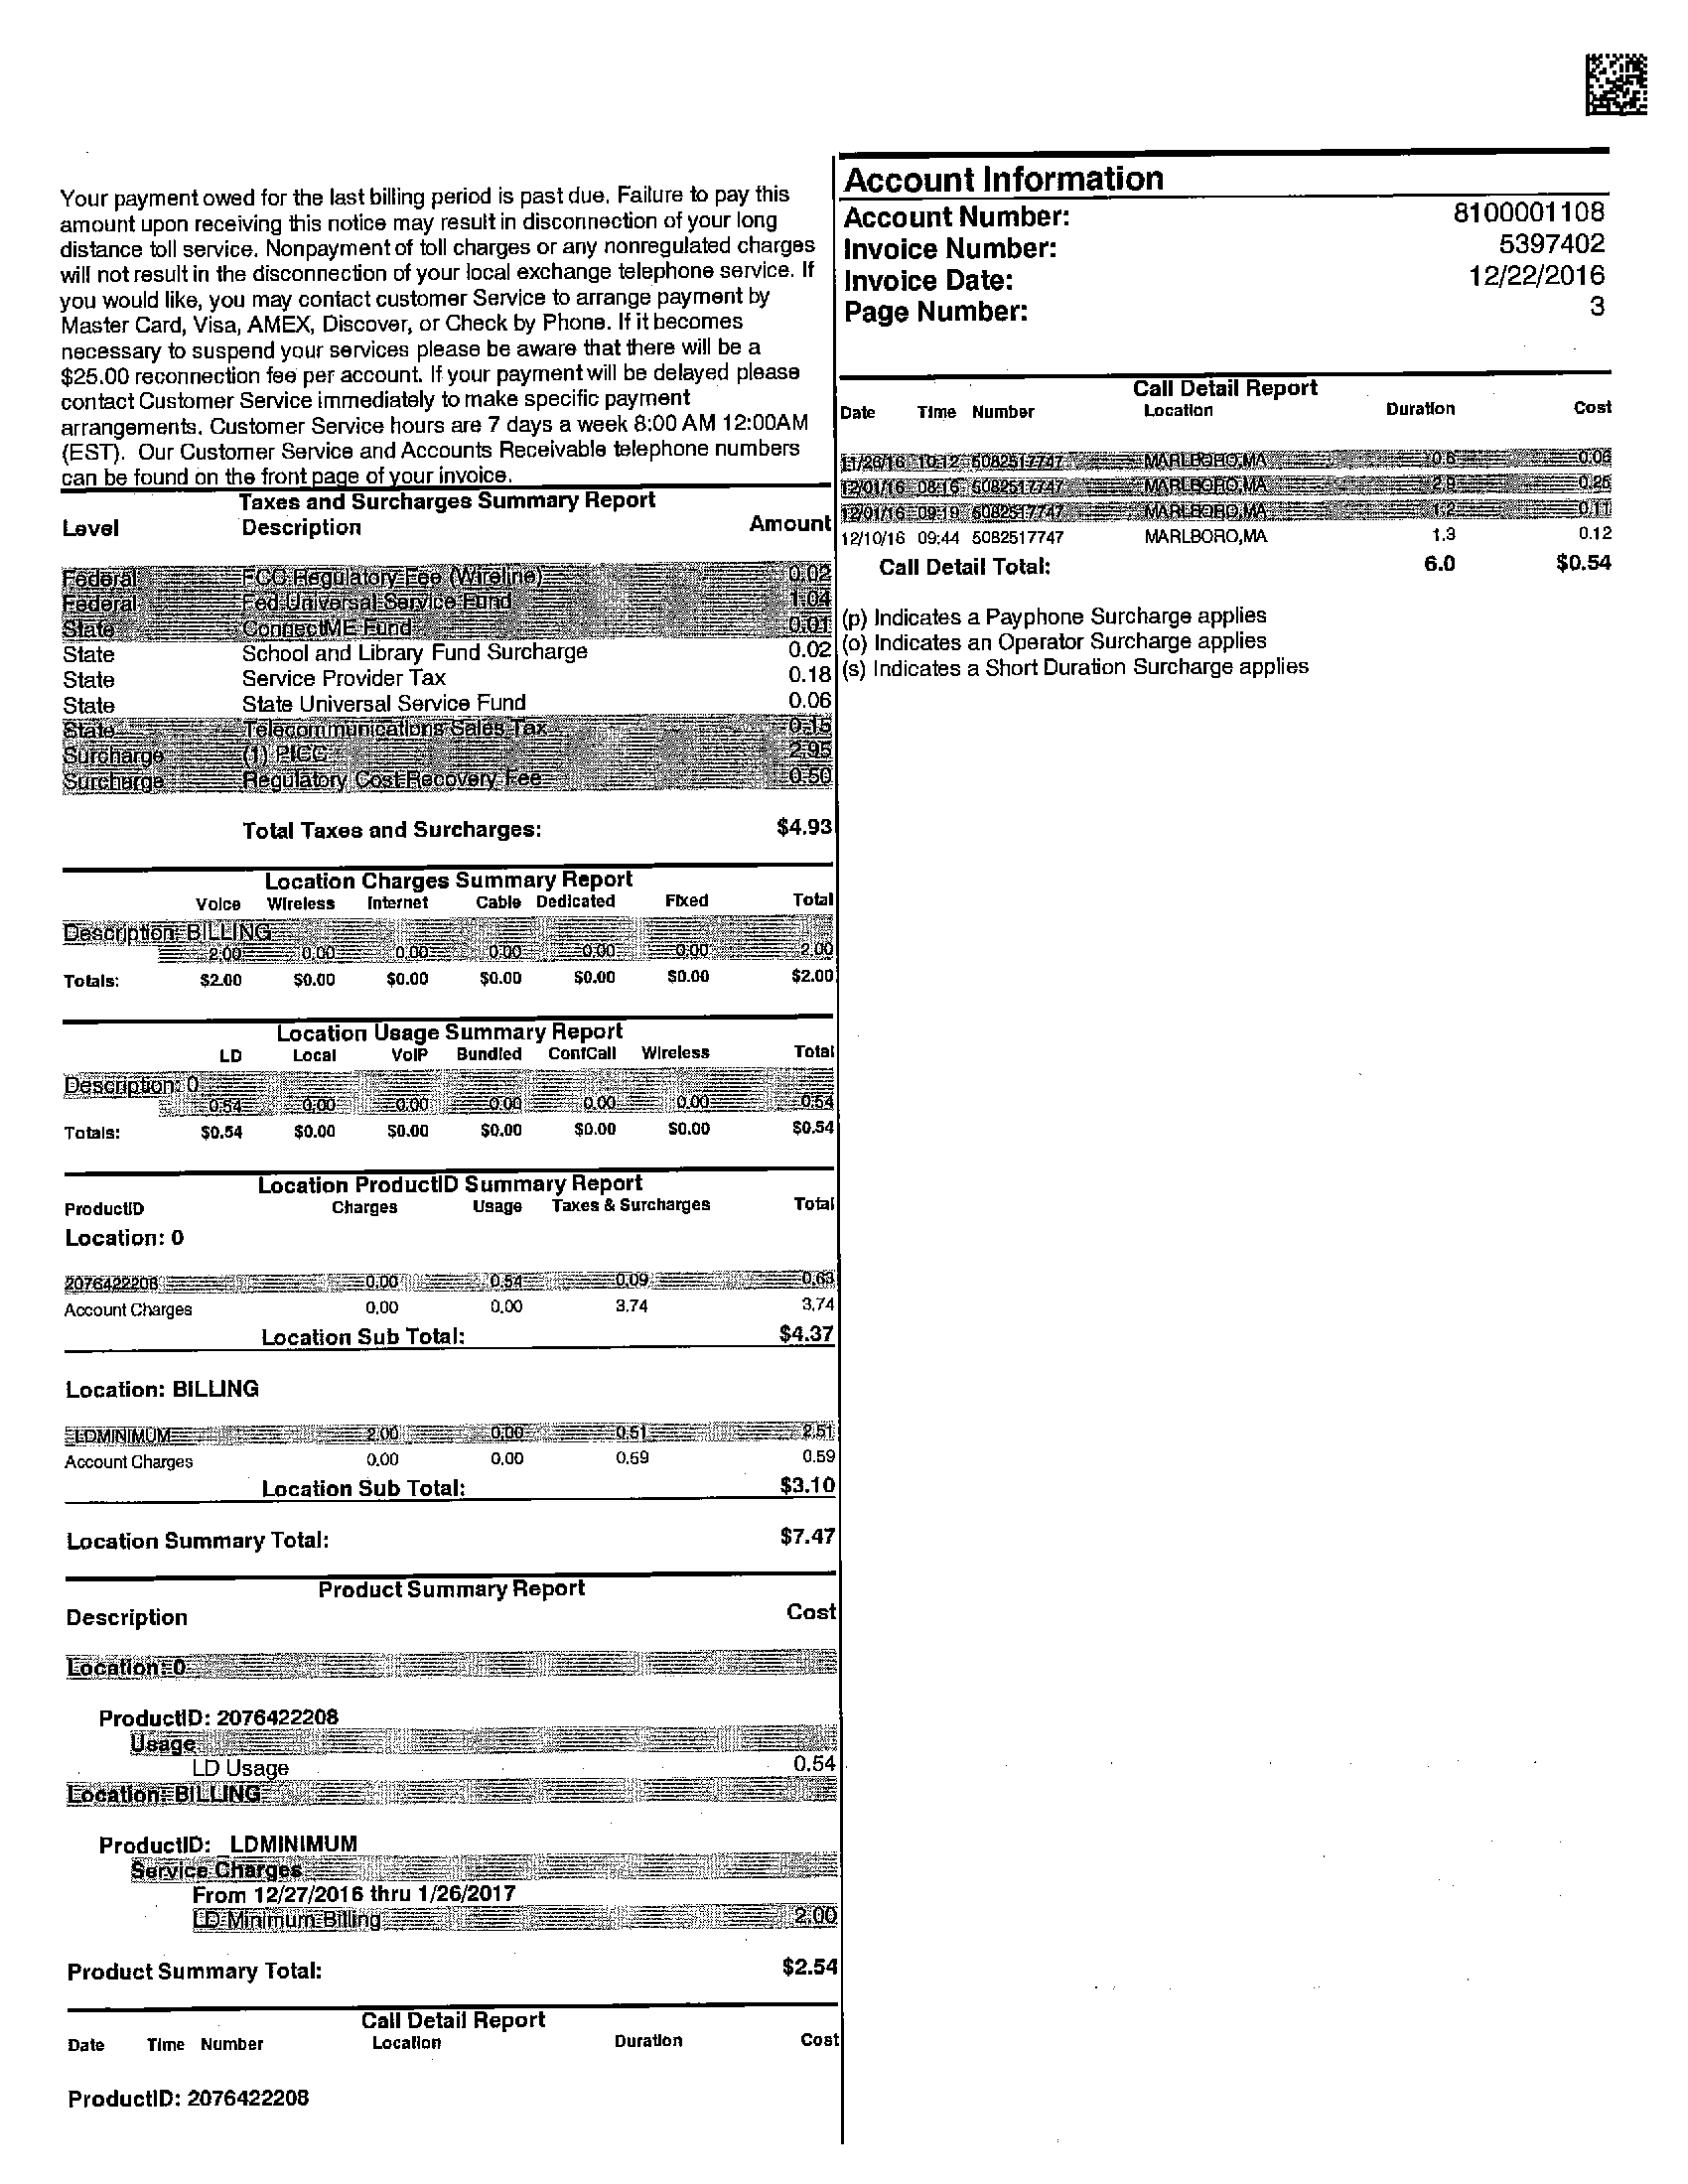 Your payment owed for the last billing period is past due. Failure to pay this
amount upon receiving this notice may result in disconnection of your long
distance toll service. Nonpayment of toll charges or any nonregulated charges
will not result in the disconnection of your local exchange telephone service. If
you would like, you may contact customer Service to arrange payment by
Master Card, Visa, AMEX, Discover, or Check by Phone. If it becomes
necessary to suspend your services please be aware that there will be a
$25.00 reconnection fee per account. If your payment will be delayed please
contact Customer Service immediately to make specific payment
arrangements. Customer Service hours are 7 days a week 8:00 AM 12:00AM
(EST). Our Customer Service and Accounts Receivable telephone numbers
can be found on the front page of your invoice.
Taxes and Surcharges Summary Report
Level Description Amount
Federal FCC Regulatory Fee (Wireline) 0.02
Federal Fed Universal Service Fund 1.04
State ConnectME Fund 0.01
State School and Library Fund Surcharge 0.02
State Service Provider Tax 0.18
State State Universal Service Fund 0.06
State Telecommunications Sales Tax 0.15
Surcharge (1) PICC 2.95
Surcharge Regulatory Cost Recovery Fee 0.50
Total Taxes and Surcharges: $4.93
Location Charges Summary Report
Voice Wireless Internet Cable Dedicated Fixed Total
Description: BILLING
2.00 0.00 0.00 0.00 0.00 0.00 2.00
Totals: $2.00 $0.00 $0.00 $0.00 $0.00 $0.00 $2.00
Location Usage Summary Report
LD Local VoIP Bundled ConfCall Wireless Total
Description: 0
0.54 0.00 0.00 0.00 0.00 0.00 0.54
Totals: $0.54 $0.00 $0.00 $0.00 $0.00 $0.00 $0.54
Location ProductID Summary Report
ProductID Charges Usage Taxes & Surcharges Total
Location: 0
2076422208 0.00 0.54 0.09 0.63
Account Charges 0.00 0.00 3.74 3.74
Location Sub Total: $4.37
Location: BILLING
_LDMINIMUM 2.00 0.00 0.51 2.51
Account Charges 0.00 0.00 0.59 0.59
Location Sub Total: $3.10
Location Summary Total: $7.47
Product Summary Report
Description Cost
Location: 0
ProductID: 2076422208
Usage
LD Usage 0.54
Location: BILLING
ProductID: _LDMINIMUM
Service Charges
From 12/27/2016 thru 1/26/2017
LD Minimum Billing 2.00
Product Summary Total: $2.54
Call Detail Report
Date Time Number Location Duration Cost
ProductID: 2076422208
Account Information
Account Number: 8100001108
Invoice Number: 5397402
Invoice Date: 12/22/2016
Page Number: 3
Call Detail Report
Date Time Number Location Duration Cost
11/26/16 10:12 5082517747 MARLBORO,MA 0.6 0.06
12/01/16 08:16 5082517747 MARLBORO,MA 2.9 0.25
12/01/16 09:19 5082517747 MARLBORO,MA 1.2 0.11
12/10/16 09:44 5082517747 MARLBORO,MA 1.3 0.12
Call Detail Total: 6.0 $0.54
(p) Indicates a Payphone Surcharge applies
(o) Indicates an Operator Surcharge applies
(s) Indicates a Short Duration Surcharge applies